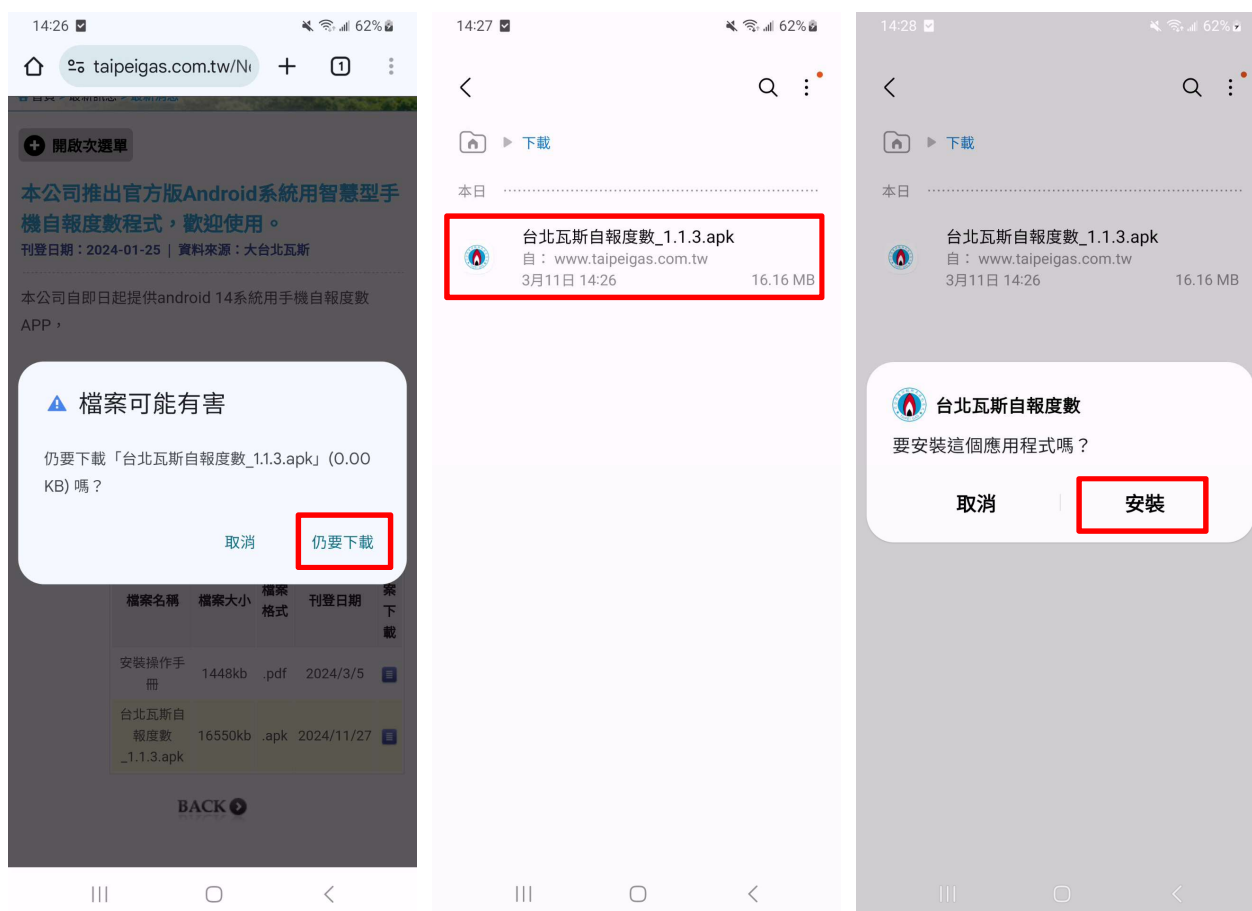 14:26
62%
taipeigas.com.tw/N
1
首頁 > 最新訊息 > 最新消息
開啟次選單
本公司推出官方版Android系統用智慧型手
機自報度數程式，歡迎使用。
刊登日期：2024-01-25 | 資料來源：大台北瓦斯
本公司自即日起提供android 14系統用手機自報度數
APP，
檔案可能有害
仍要下載「台北瓦斯自報度數_1.1.3.apk」(0.00
KB) 嗎？
取消
仍要下載
檔案名稱 檔案大小 檔案 格式 刊登日期 案 下 載
安裝操作手
冊
1448kb .pdf 2024/3/5
台北瓦斯自
報度數
_1.1.3.apk
16550kb .apk 2024/11/27
BACK
14:27
62%
下載
本日
台北瓦斯自報度數_1.1.3.apk
自： www.taipeigas.com.tw
3月11日 14:26
16.16 MB
14:28
62%
下載
本日
台北瓦斯自報度數_1.1.3.apk
自： www.taipeigas.com.tw
3月11日 14:26
16.16 MB
台北瓦斯自報度數
要安裝這個應用程式嗎？
取消
安裝